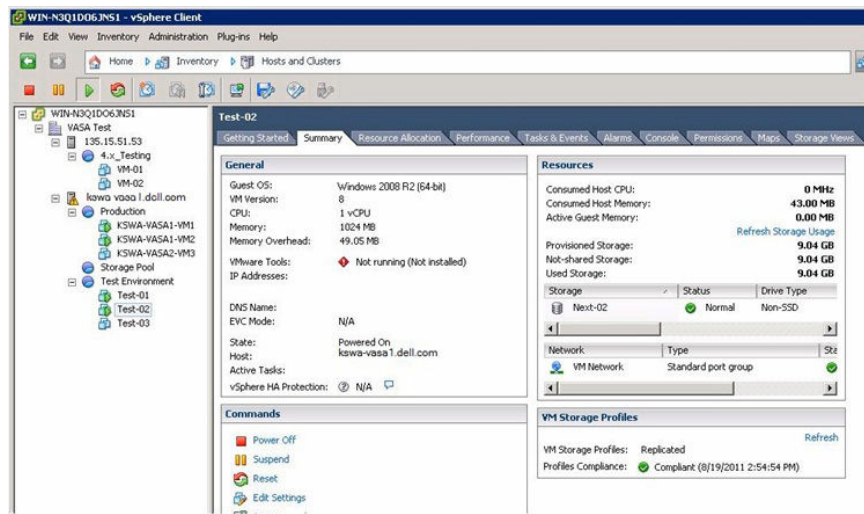 WIN-N3Q1DO6JNS1 - vSphere Client
File Edit View Inventory Administration Plug-ins Help
Home Inventory Hosts and Clusters
WIN-N3Q1DO6JNS1
VASA Test
135.15.51.53
4.x_Testing
VM-01
VM-02
kswa vasa1.dell.com
Production
KSWA-VASA1-VM1
KSWA-VASA1-VM2
KSWA-VASA2-VM3
Storage Pool
Test Environment
Test-01
Test-02
Test-03
Test-02
Getting Started Summary Resource Allocation Performance Tasks & Events Alarms Console Permissions Maps Storage Views
General
Guest OS: Windows 2008 R2 (64-bit)
VM Version: 8
CPU: 1 vCPU
Memory: 1024 MB
Memory Overhead: 49.05 MB
VMware Tools: Not running (Not installed)
IP Addresses:
DNS Name:
EVC Mode: N/A
State: Powered On
Host: kswa-vasa1.dell.com
Active Tasks:
vSphere HA Protection: N/A
Commands
Power Off
Suspend
Reset
Edit Settings
Resources
Consumed Host CPU: 0 MHz
Consumed Host Memory: 43.00 MB
Active Guest Memory: 0.00 MB
Refresh Storage Usage
Provisioned Storage: 9.04 GB
Not-shared Storage: 9.04 GB
Used Storage: 9.04 GB
Storage Status Drive Type
Next-02 Normal Non-SSD
Network Type Sta
VM Network Standard port group
VM Storage Profiles
Refresh
VM Storage Profiles: Replicated
Profiles Compliance: Compliant (8/19/2011 2:54:54 PM)